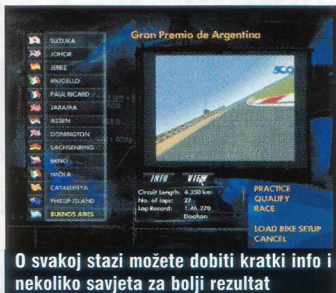 Gran Premio de Argentina
SUZUKA
JOHOR
JEREZ
MUGELLO
PAUL RICARD
JARAMA
ASSEN
DONINGTON
SACHSENRING
BRNO
IMOLA
CATALUNYA
PHILLIP ISLAND
BUENOS AIRES
INFO VIEW
Circuit Length: 4.350 km
No. of laps: 27
Lap Record: 1:46.270
Doohan
PRACTICE
QUALIFY
RACE
LOAD BIKE SETUP
CANCEL
O svakoj stazi možete dobiti kratki info i
nekoliko savjeta za bolji rezultat